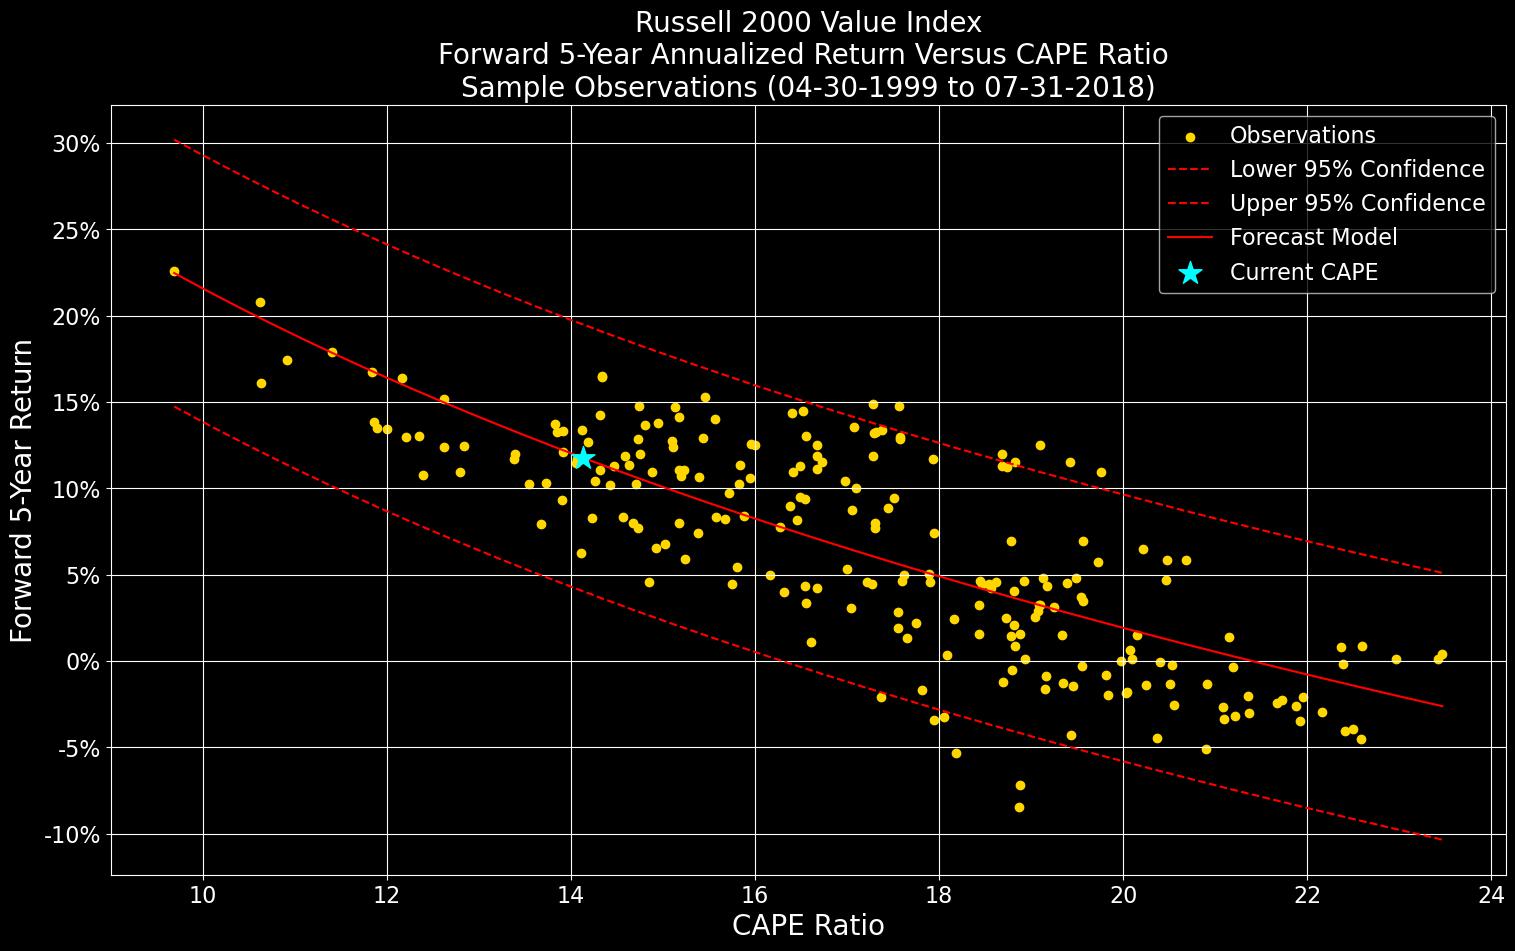 Russell 2000 Value Index
Forward 5-Year Annualized Return Versus CAPE Ratio
Sample Observations (04-30-1999 to 07-31-2018)
Observations
Lower 95% Confidence
Upper 95% Confidence
Forecast Model
Current CAPE
Forward 5-Year Return
30%
25%
20%
15%
10%
5%
0%
-5%
-10%
10 12 14 16 18 20 22 24
CAPE Ratio